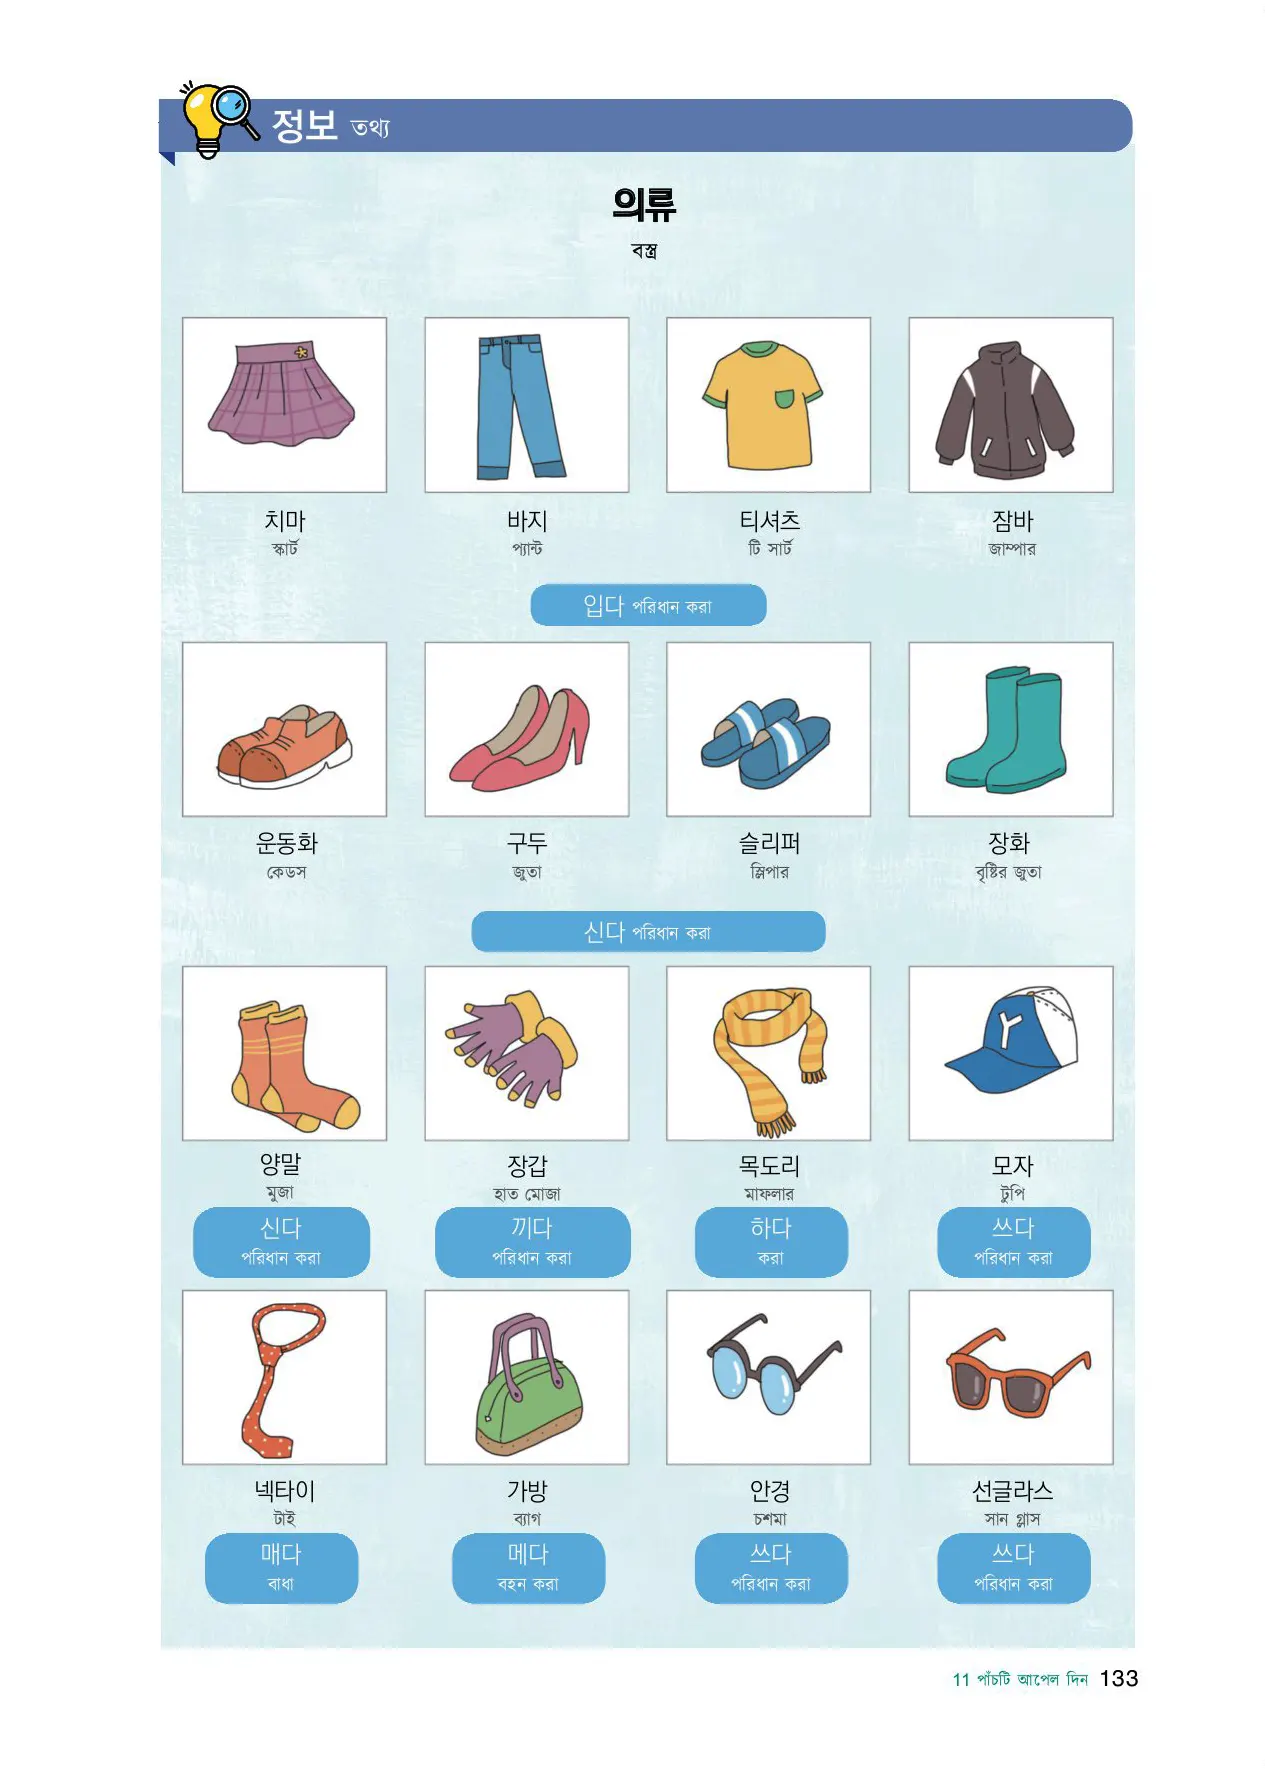 정보 তথ্য
의류
বস্ত্র
치마 바지 티셔츠 잠바
স্কার্ট প্যান্ট টি সার্ট জাম্পার
입다 পরিধান করা
운동화 구두 슬리퍼 장화
কেডস জুতা স্লিপার বৃষ্টির জুতা
신다 পরিধান করা
양말 장갑 목도리 모자
মুজা হাত মোজা মাফলার টুপি
신다 끼다 하다 쓰다
পরিধান করা পরিধান করা করা পরিধান করা
넥타이 가방 안경 선글라스
টাই ব্যাগ চশমা সান গ্লাস
매다 메다 쓰다 쓰다
বাধা বহন করা পরিধান করা পরিধান করা
11 পাঁচটি আপেল দিন 133